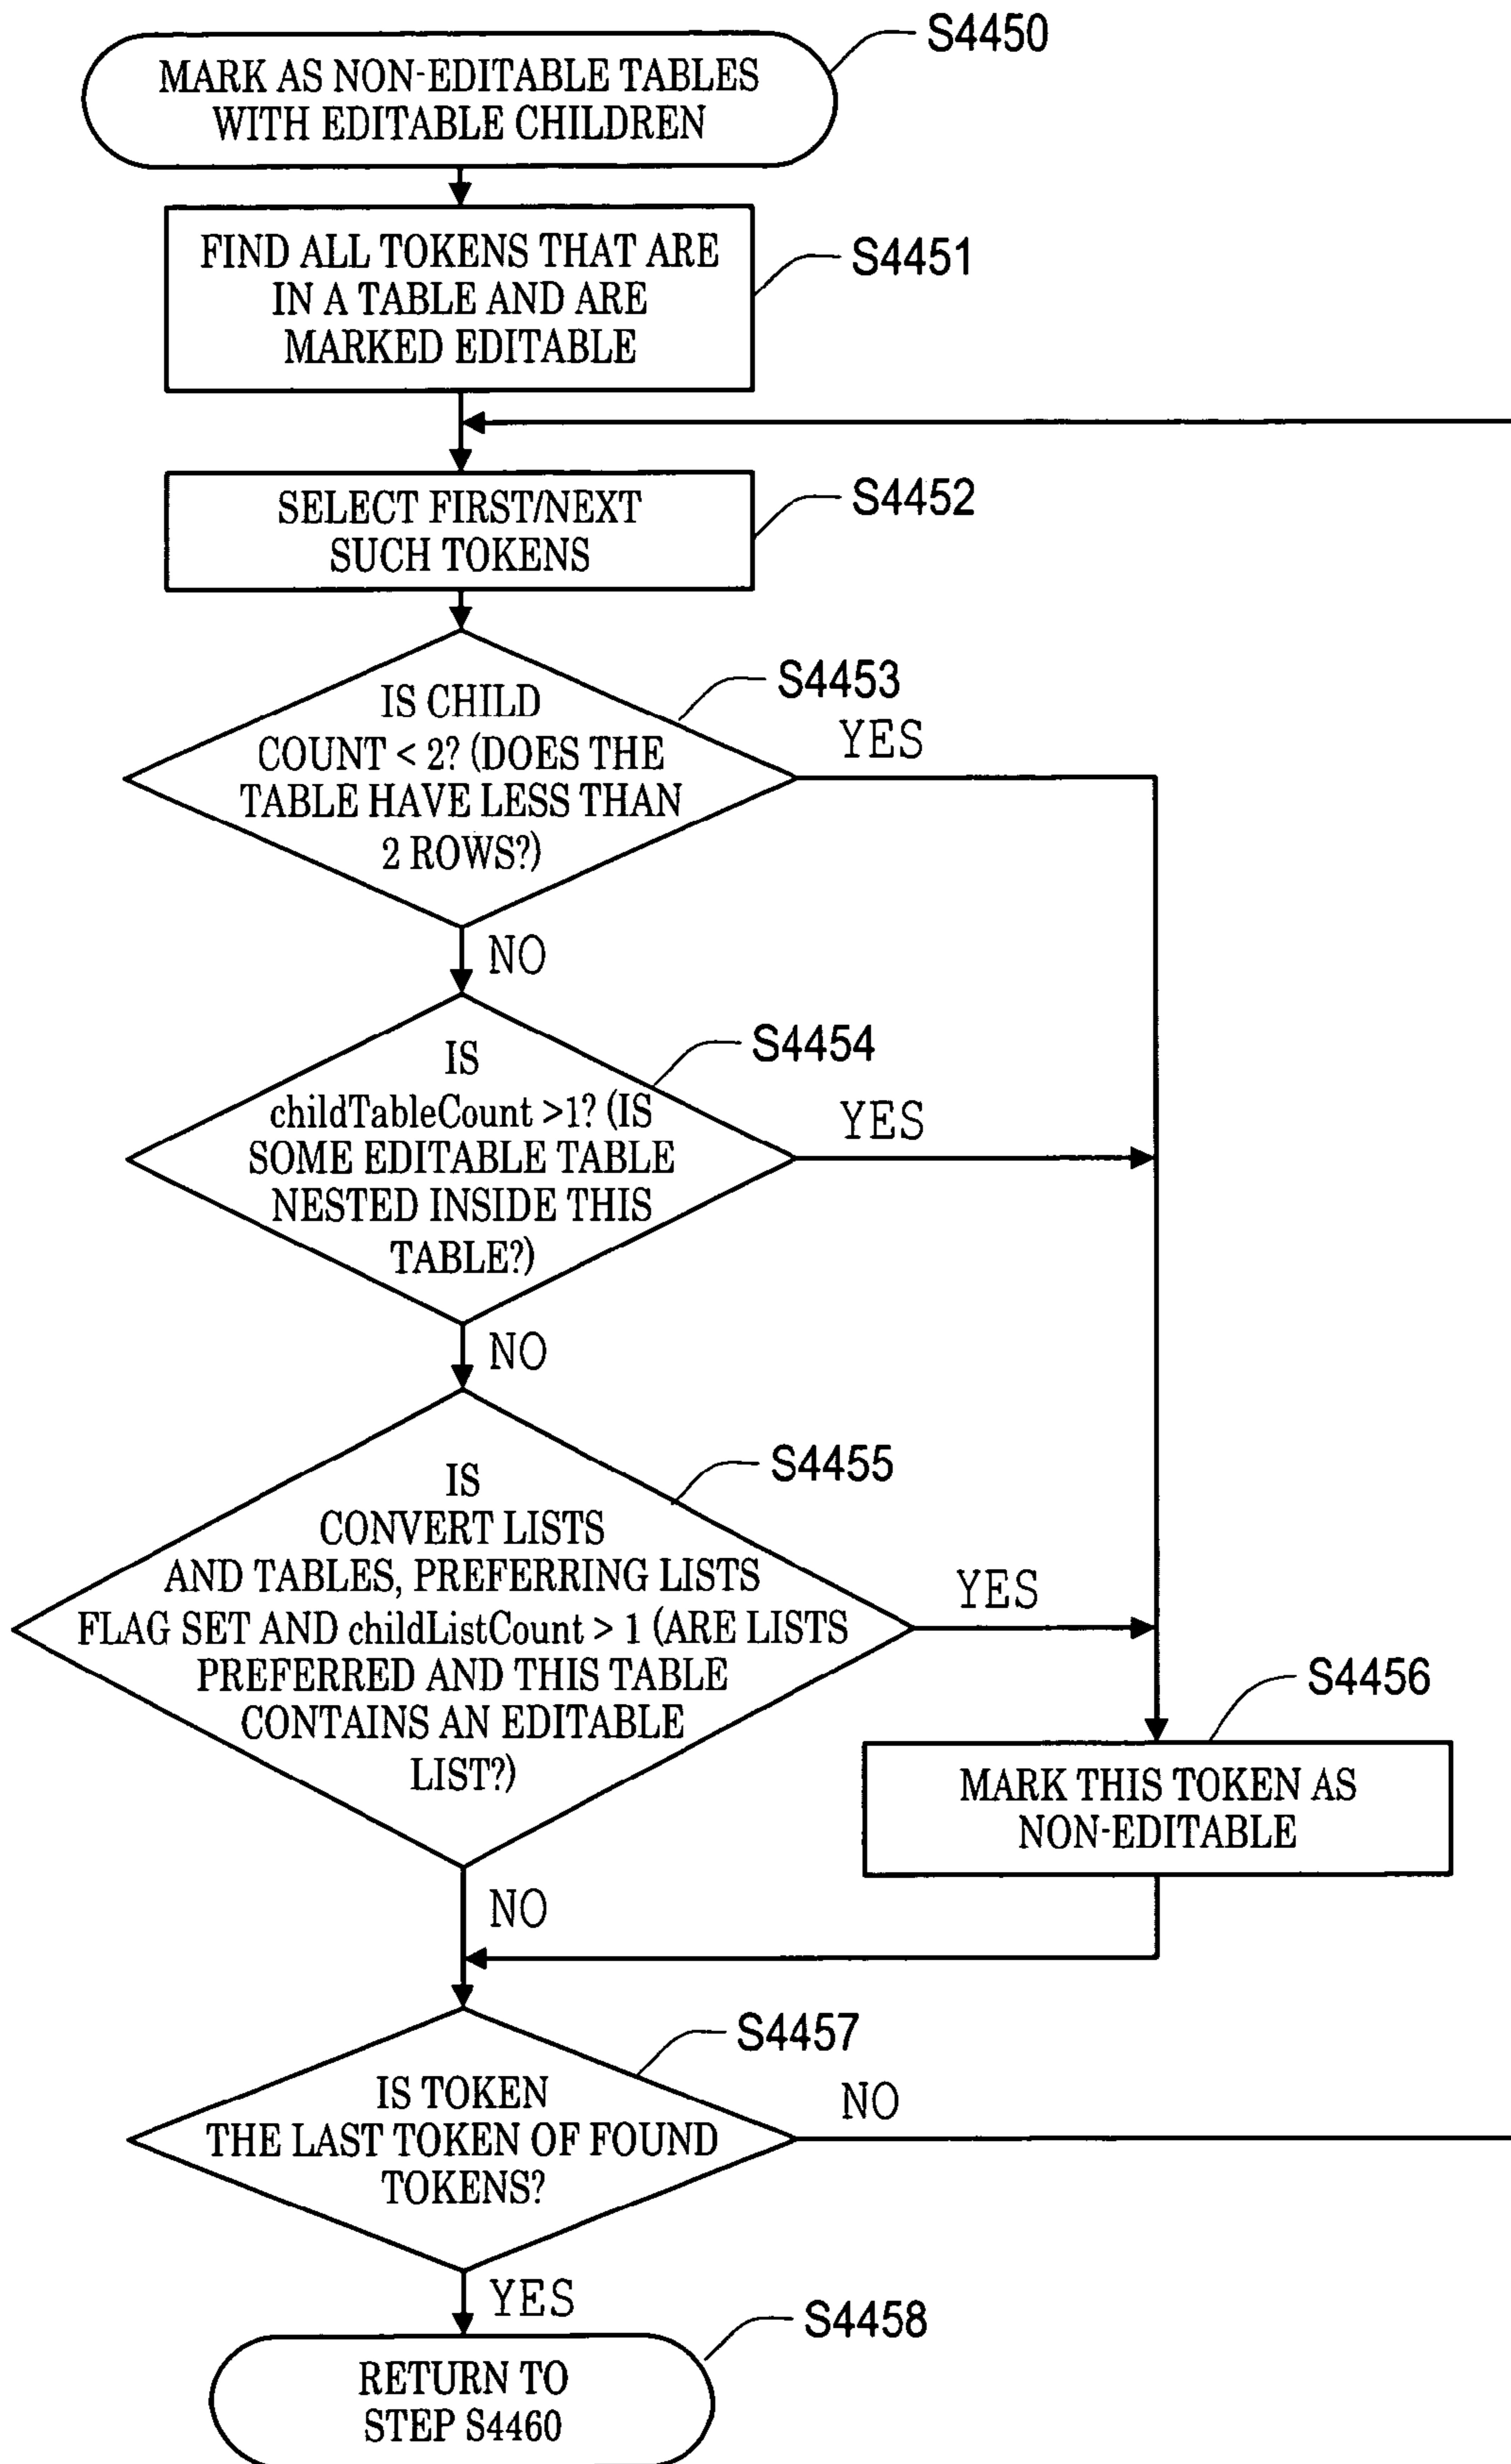 S4450
MARK AS NON-EDITABLE TABLES
WITH EDITABLE CHILDREN
FIND ALL TOKENS THAT ARE
IN A TABLE AND ARE
MARKED EDITABLE
S4451
SELECT FIRST/NEXT
SUCH TOKENS
S4452
IS CHILD
COUNT < 2? (DOES THE
TABLE HAVE LESS THAN
2 ROWS?)
S4453
YES
NO
IS
childTableCount >1? (IS
SOME EDITABLE TABLE
NESTED INSIDE THIS
TABLE?)
S4454
YES
NO
IS
CONVERT LISTS
AND TABLES, PREFERRING LISTS
FLAG SET AND childListCount > 1 (ARE LISTS
PREFERRED AND THIS TABLE
CONTAINS AN EDITABLE
LIST?)
S4455
YES
S4456
MARK THIS TOKEN AS
NON-EDITABLE
NO
S4457
IS TOKEN
THE LAST TOKEN OF FOUND
TOKENS?
NO
YES
S4458
RETURN TO
STEP S4460